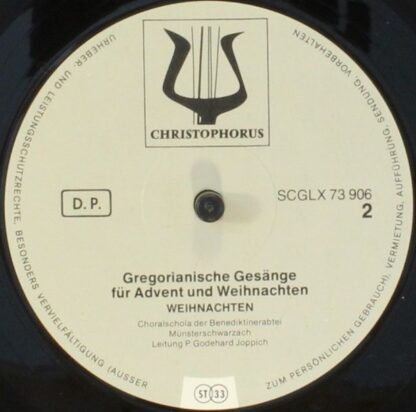 URHEBER- UND LEISTUNGSSCHUTZRECHTE, BESONDERS VERVIELFÄLTIGUNG (AUSSER ZUM PERSÖNLICHEN GEBRAUCH), VERMIETUNG, AUFFÜHRUNG, SENDUNG, VORBEHALTEN
CHRISTOPHORUS
D. P.
SCGLX 73 906
2
Gregorianische Gesänge
für Advent und Weihnachten
WEIHNACHTEN
Choralschola der Benediktinerabtei
Münsterschwarzach
Leitung P. Godehard Joppich
ST 33